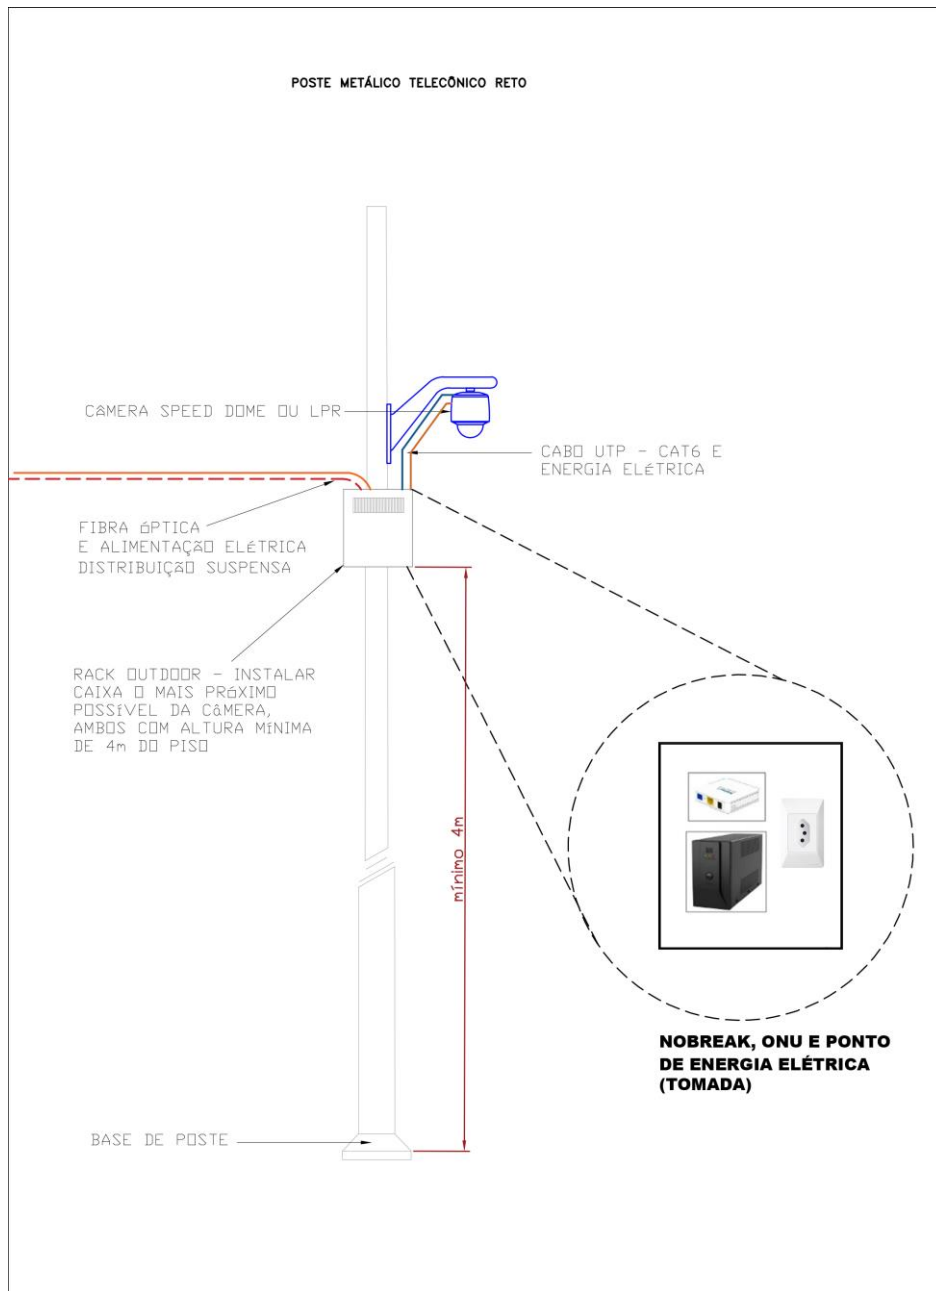 POSTE METÁLICO TELECÔNICO RETO
CÂMERA SPEED DOME OU LPR
CABO UTP - CAT6 E
ENERGIA ELÉTRICA
FIBRA ÓPTICA
E ALIMENTAÇÃO ELÉTRICA
DISTRIBUIÇÃO SUSPENSA
RACK OUTDOOR - INSTALAR
CAIXA O MAIS PRÓXIMO
POSSÍVEL DA CÂMERA,
AMBOS COM ALTURA MÍNIMA
DE 4m DO PISO
mínimo 4m
NOBREAK, ONU E PONTO
DE ENERGIA ELÉTRICA
(TOMADA)
BASE DE POSTE